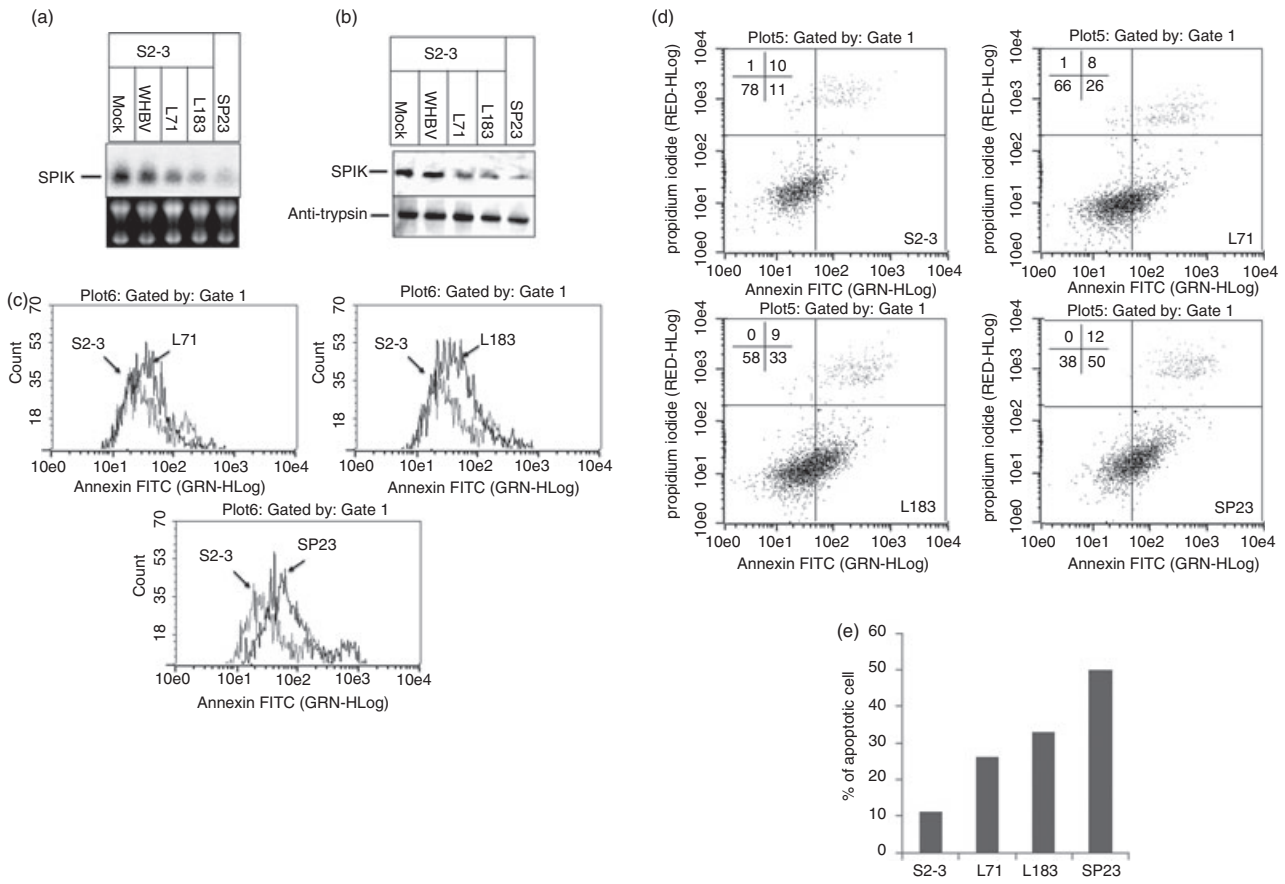 (a)
S2-3
Mock
WHBV
L71
L183
SP23
SPIK
(b)
S2-3
Mock
WHBV
L71
L183
SP23
SPIK
Anti-trypsin
(c)
Plot6: Gated by: Gate 1
Count
70
53
35
18
S2-3
L71
10e0 10e1 10e2 10e3 10e4
Annexin FITC (GRN-HLog)
Plot6: Gated by: Gate 1
Count
70
53
35
18
S2-3
L183
10e0 10e1 10e2 10e3 10e4
Annexin FITC (GRN-HLog)
Plot6: Gated by: Gate 1
Count
70
53
35
18
S2-3
SP23
10e0 10e1 10e2 10e3 10e4
Annexin FITC (GRN-HLog)
(d)
Plot5: Gated by: Gate 1
propidium iodide (RED-HLog)
10e4
10e3
10e2
10e1
10e0
1 10
78 11
S2-3
10e0 10e1 10e2 10e3 10e4
Annexin FITC (GRN-HLog)
Plot5: Gated by: Gate 1
propidium iodide (RED-HLog)
10e4
10e3
10e2
10e1
10e0
1 8
66 26
L71
10e0 10e1 10e2 10e3 10e4
Annexin FITC (GRN-HLog)
Plot5: Gated by: Gate 1
propidium iodide (RED-HLog)
10e4
10e3
10e2
10e1
10e0
0 9
58 33
L183
10e0 10e1 10e2 10e3 10e4
Annexin FITC (GRN-HLog)
Plot5: Gated by: Gate 1
propidium iodide (RED-HLog)
10e4
10e3
10e2
10e1
10e0
0 12
38 50
SP23
10e0 10e1 10e2 10e3 10e4
Annexin FITC (GRN-HLog)
(e)
% of apoptotic cell
60
50
40
30
20
10
0
S2-3 L71 L183 SP23